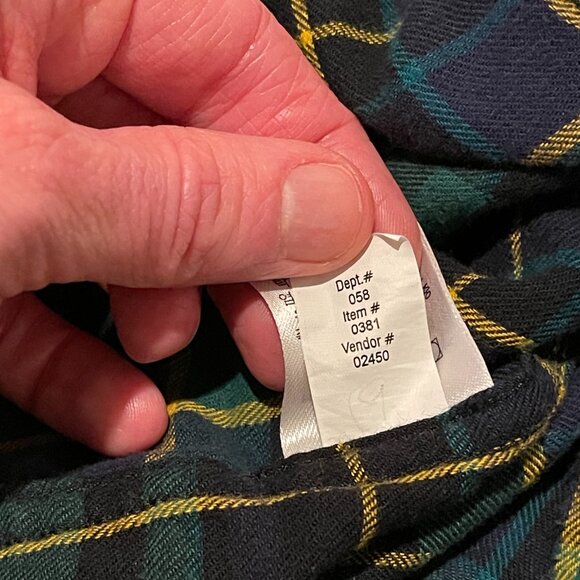 Dept.#
058
Item #
0381
Vendor #
02450